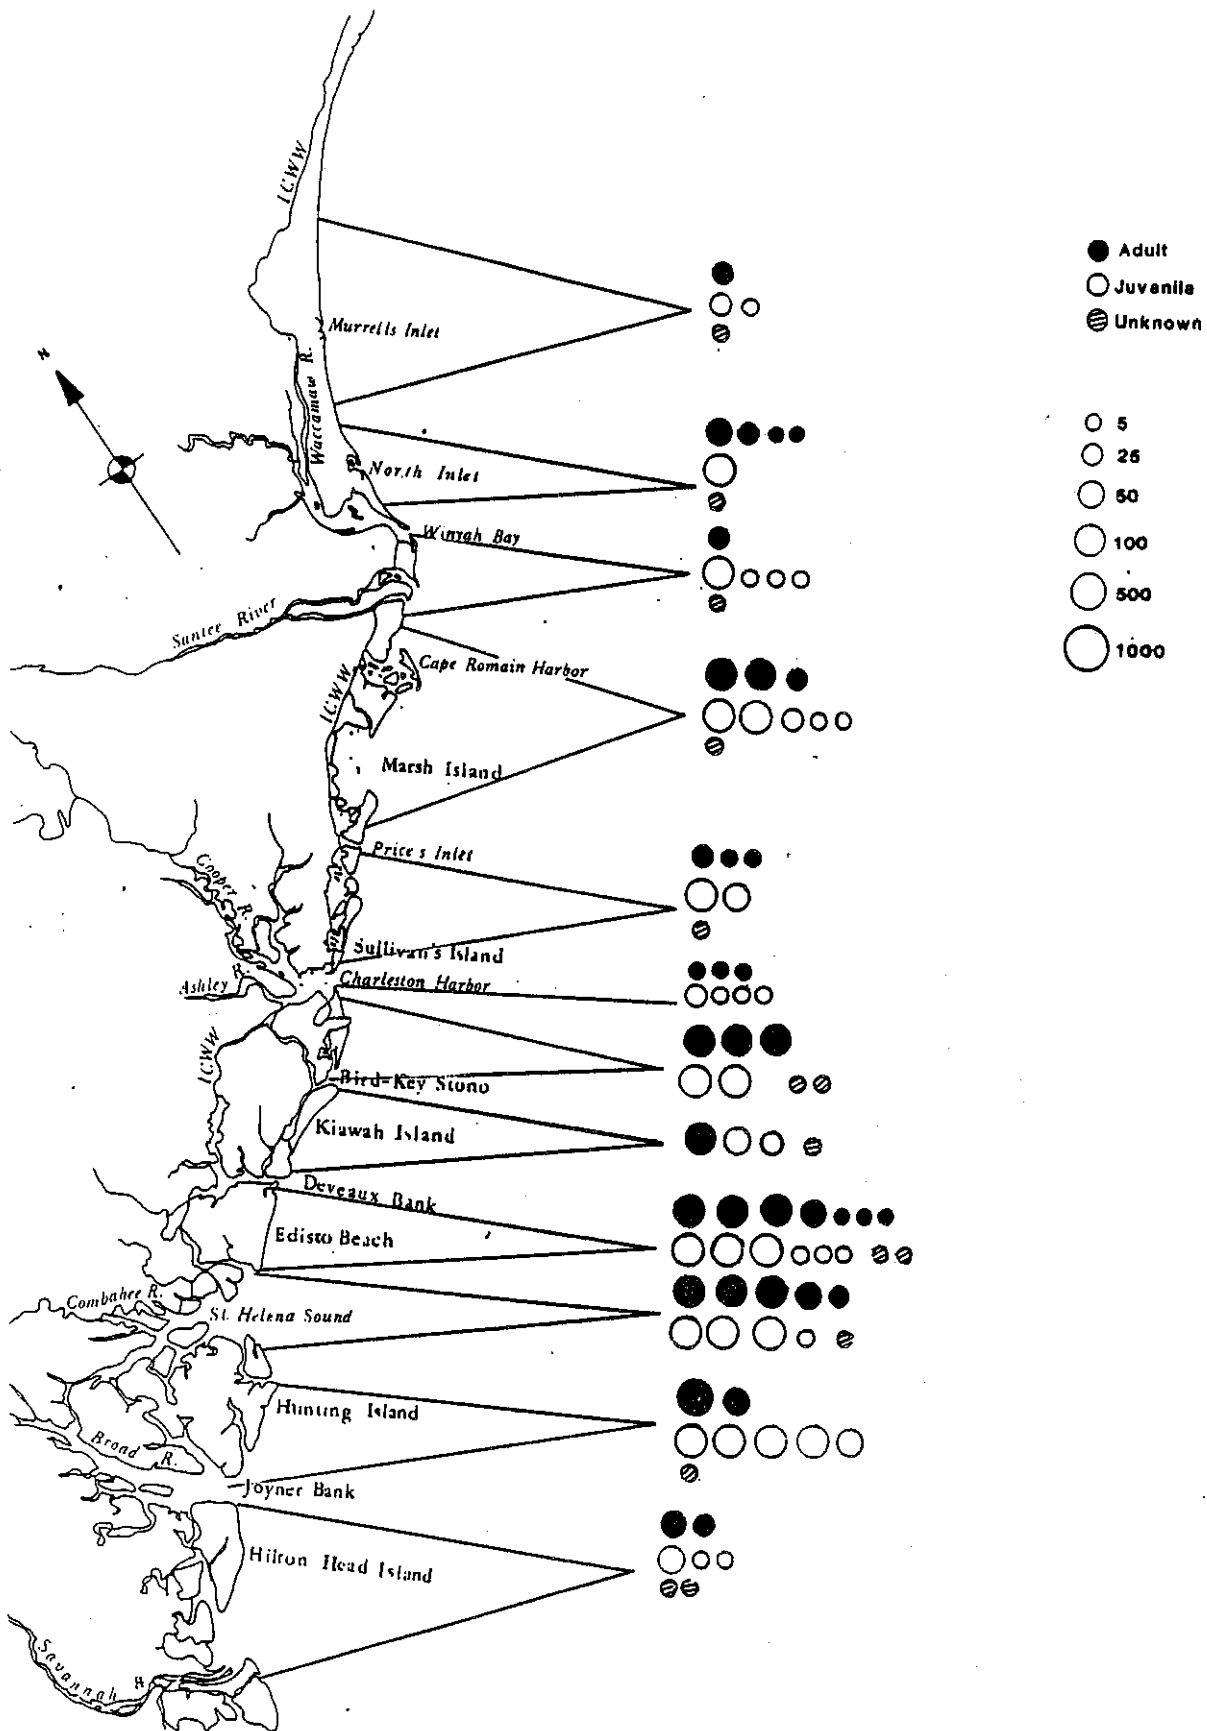 ICWW
Murrells Inlet
Waccamaw R.
N
North Inlet
Winyah Bay
Santee River
Cape Romain Harbor
ICWW
Marsh Island
Price's Inlet
Cooper R.
Sullivan's Island
Ashley R.
Charleston Harbor
ICWW
Bird-Key Stono
Kiawah Island
Deveaux Bank
Edisto Beach
Combahee R.
St. Helena Sound
Hunting Island
Broad R.
Joyner Bank
Hilton Head Island
Savannah R.
Adult
Juvenile
Unknown
5
25
50
100
500
1000